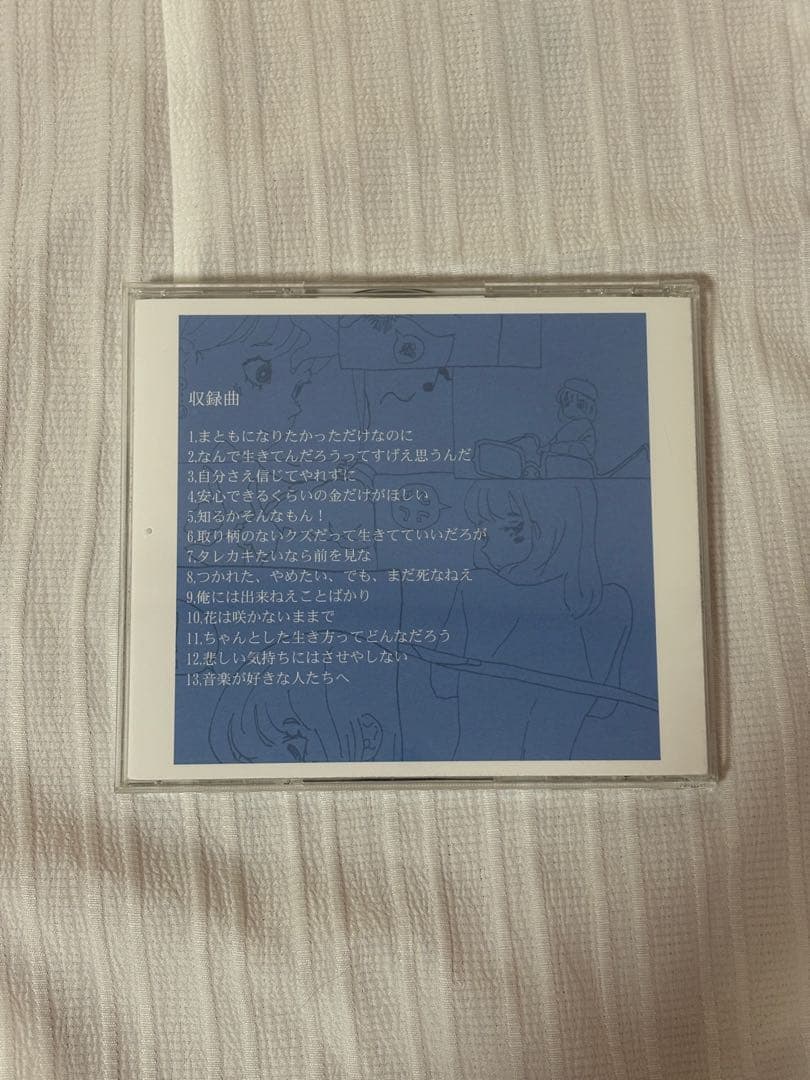 収録曲
1.まともになりたかっただけなのに
2.なんで生きてんだろうってすげえ思うんだ
3.自分さえ信じてやれずに
4.安心できるくらいの金だけがほしい
5.知るかそんなもん！
6.取り柄のないクズだって生きてていいだろが
7.タレカキたいなら前を見な
8.つかれた、やめたい、でも、まだ死なねえ
9.俺には出来ねえことばかり
10.花は咲かないままで
11.ちゃんとした生き方ってどんなだろう
12.悲しい気持ちにはさせやしない
13.音楽が好きな人たちへ